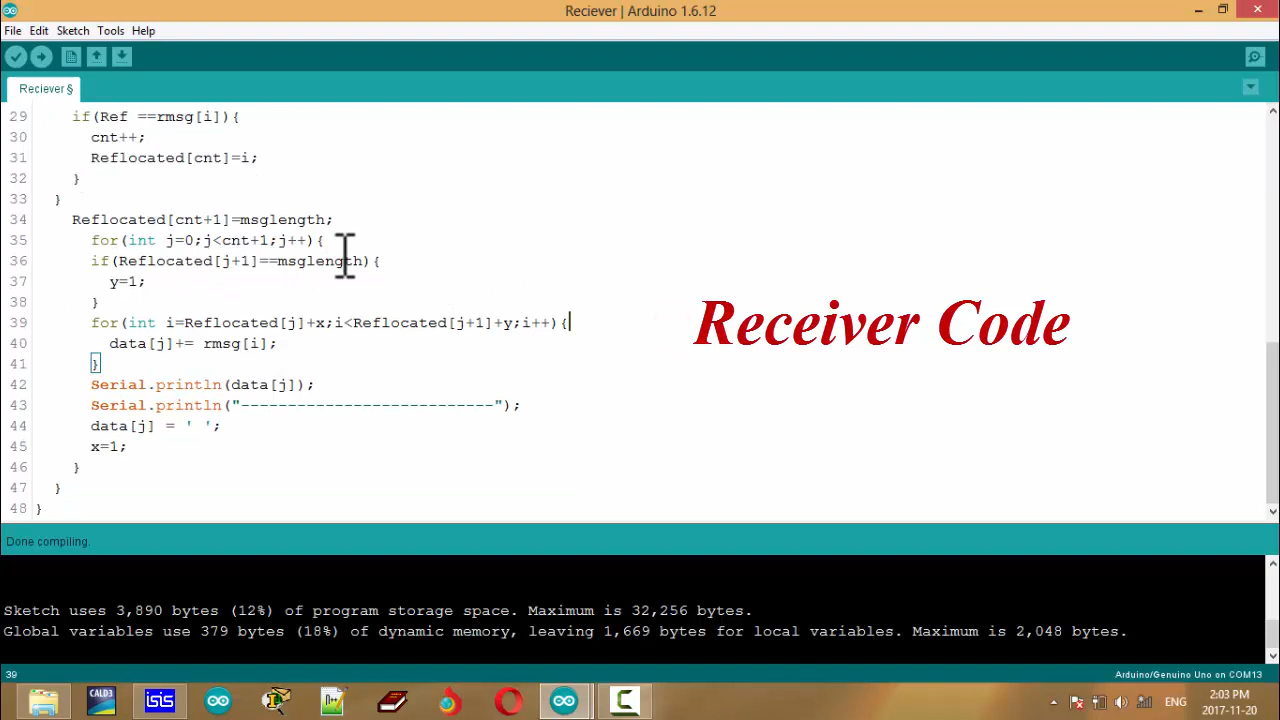 Reciever | Arduino 1.6.12
File Edit Sketch Tools Help
Reciever §
29 if(Ref ==rmsg[i]){
30 cnt++;
31 Reflocated[cnt]=i;
32 }
33 }
34 Reflocated[cnt+1]=msglength;
35 for(int j=0;j<cnt+1;j++){
36 if(Reflocated[j+1]==msglength){
37 y=1;
38 }
39 for(int i=Reflocated[j]+x;i<Reflocated[j+1]+y;i++){
40 data[j]+= rmsg[i];
41 }
42 Serial.println(data[j]);
43 Serial.println("---------------------------");
44 data[j] = ' ';
45 x=1;
46 }
47 }
48 }
Receiver Code
Done compiling.
Sketch uses 3,890 bytes (12%) of program storage space. Maximum is 32,256 bytes.
Global variables use 379 bytes (18%) of dynamic memory, leaving 1,669 bytes for local variables. Maximum is 2,048 bytes.
39 Arduino/Genuino Uno on COM13
CALD3 isis C ENG 2:03 PM
2017-11-20